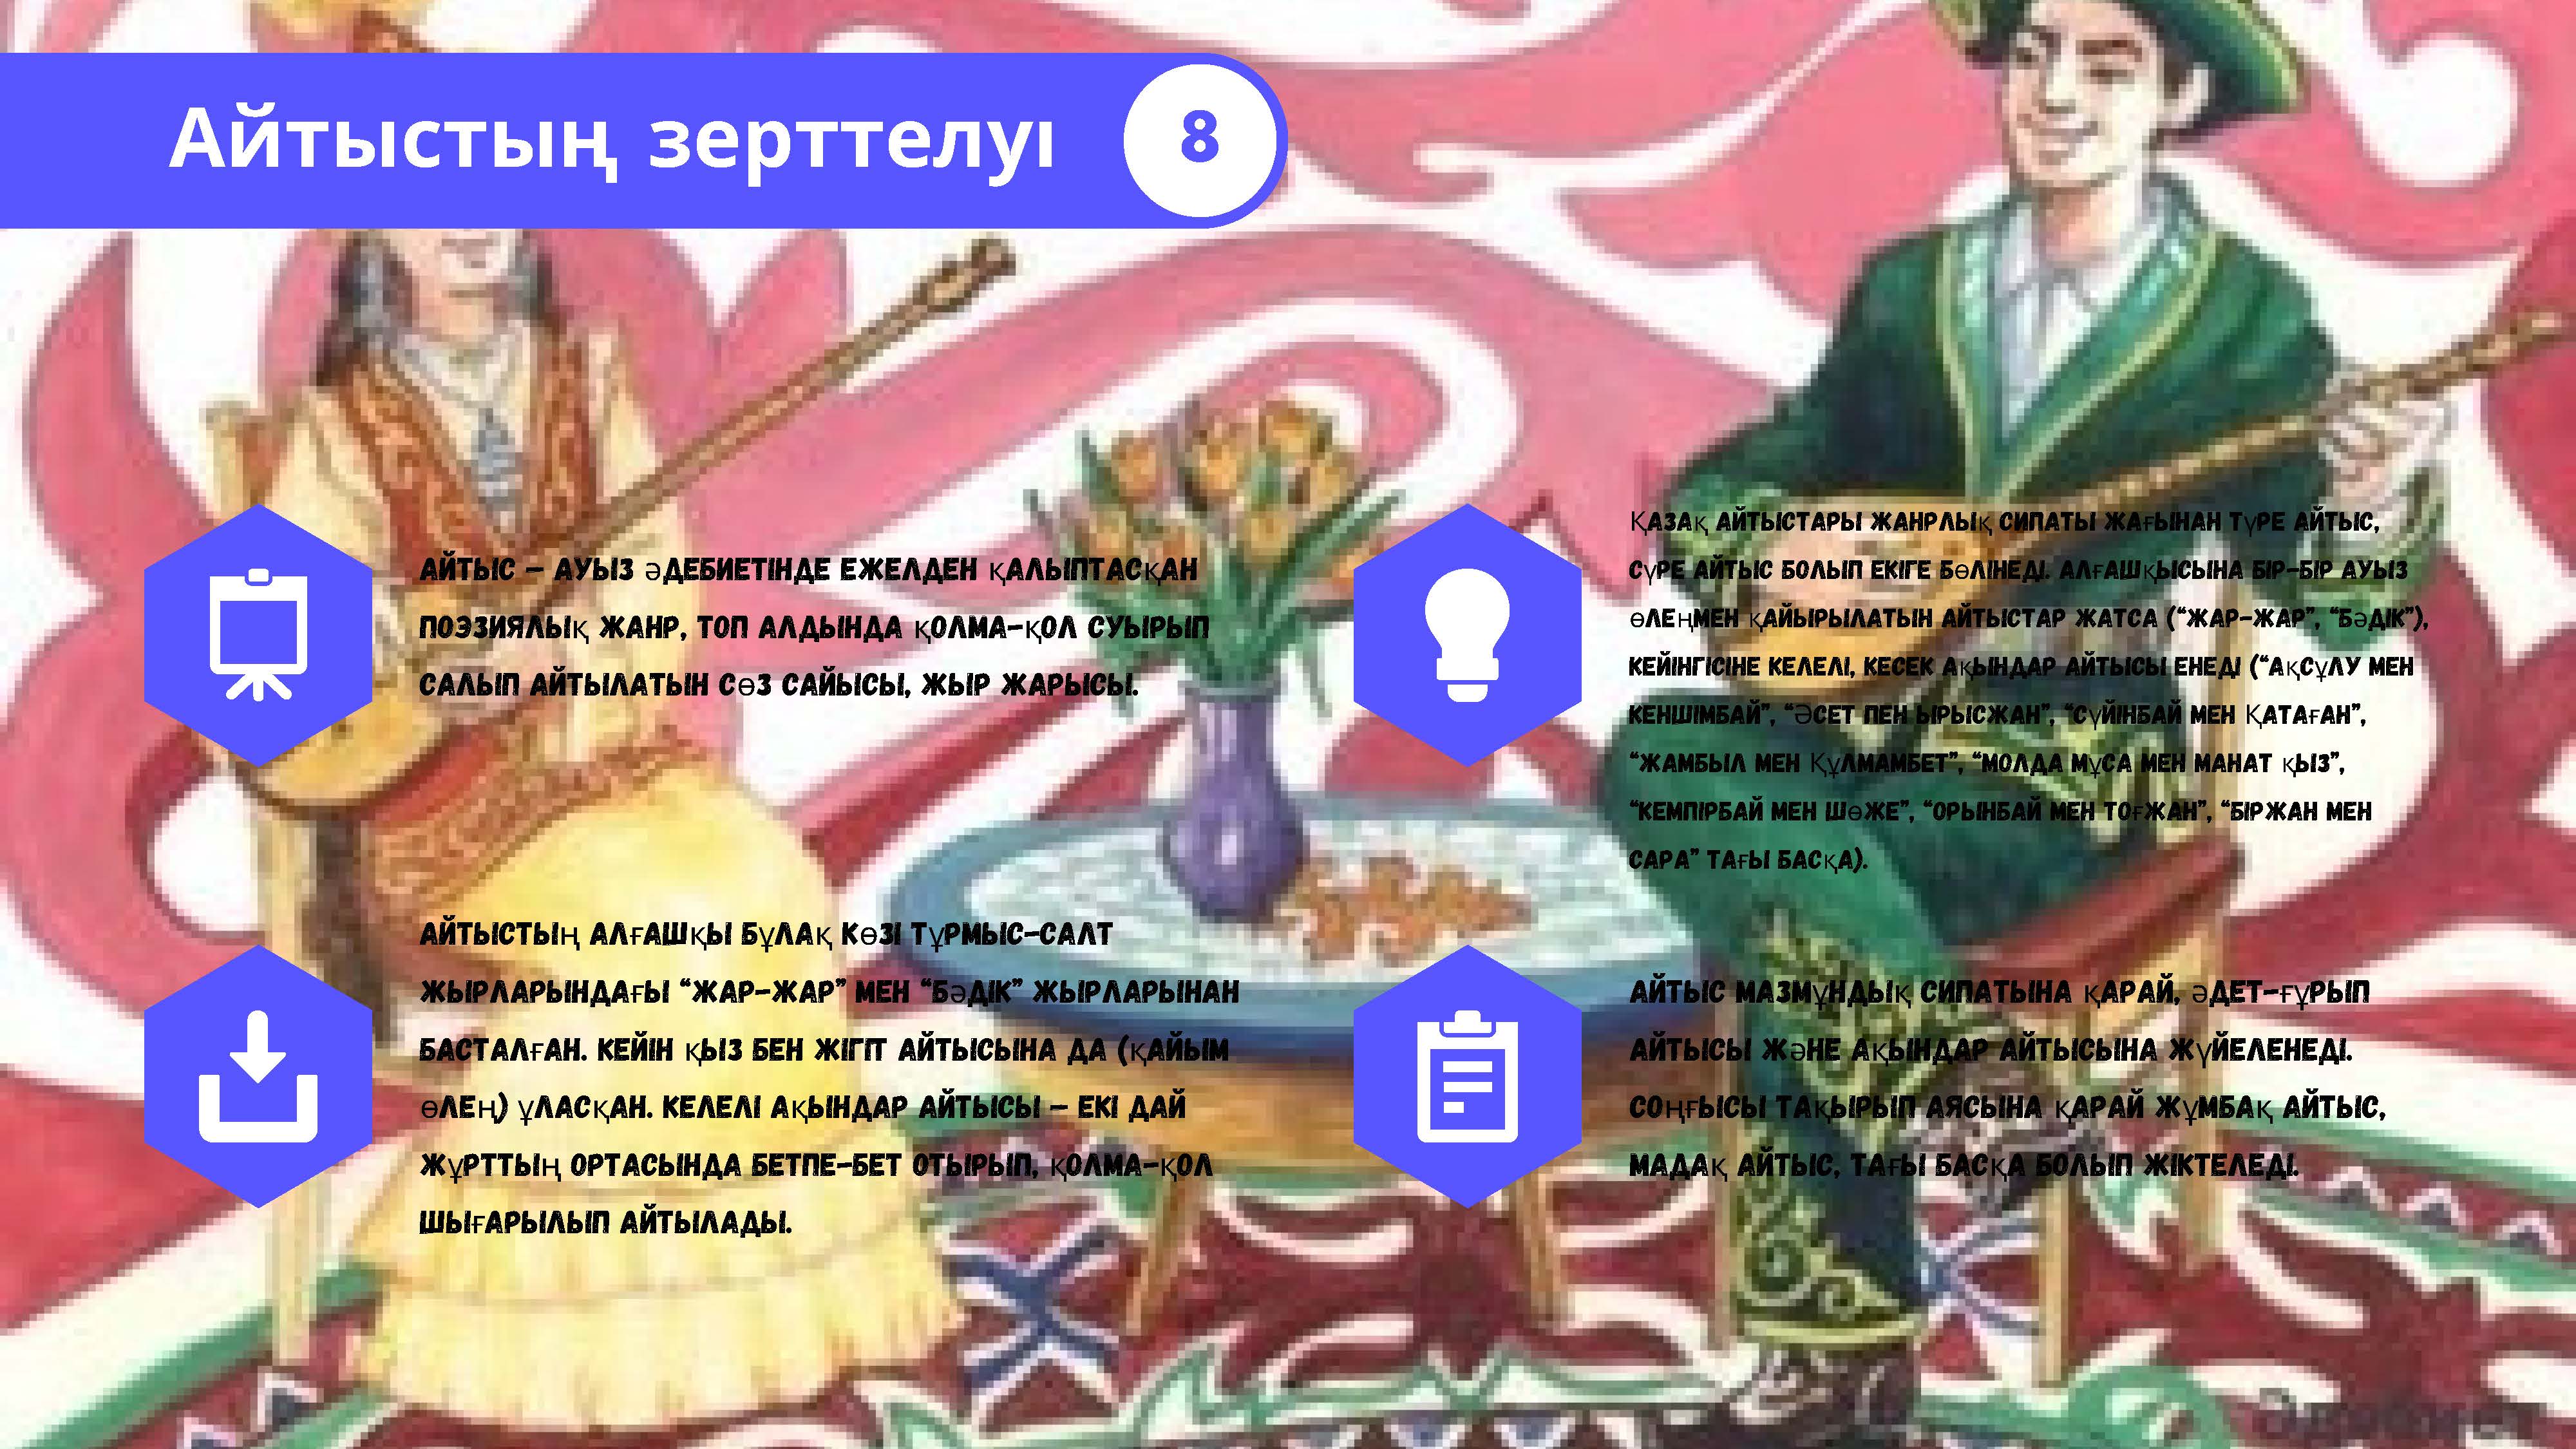 Айтыстың зерттелуı
8
АЙТЫС – АУЫЗ әДЕБИЕТІНДЕ ЕЖЕЛДЕН қАЛЫПТАСқАН
ПОЭЗИЯЛЫқ ЖАНР, ТОП АЛДЫНДА қОЛМА-қОЛ СУЫРЫП
САЛЫП АЙТЫЛАТЫН СөЗ САЙЫСЫ, ЖЫР ЖАРЫСЫ.
АЙТЫСТЫң АЛғАШқЫ БұЛАқ КөЗІ ТұРМЫС-САЛТ
ЖЫРЛАРЫНДАғЫ “ЖАР-ЖАР” МЕН “БәДІК” ЖЫРЛАРЫНАН
БАСТАЛғАН. КЕЙІН қЫЗ БЕН ЖІГІТ АЙТЫСЫНА ДА (қАЙЫМ
өЛЕң) ұЛАСқАН. КЕЛЕЛІ АқЫНДАР АЙТЫСЫ – ЕКІ ДАЙ
ЖұРТТЫң ОРТАСЫНДА БЕТПЕ-БЕТ ОТЫРЫП, қОЛМА-қОЛ
ШЫғАРЫЛЫП АЙТЫЛАДЫ.
ҚАЗАқ АЙТЫСТАРЫ ЖАНРЛЫқ СИПАТЫ ЖАғЫНАН ТүРЕ АЙТЫС,
СүРЕ АЙТЫС БОЛЫП ЕКІГЕ БөЛІНЕДІ. АЛғАШқЫСЫНА БІР-БІР АУЫЗ
өЛЕңМЕН қАЙЫРЫЛАТЫН АЙТЫСТАР ЖАТСА (“ЖАР-ЖАР”, “БәДІК”),
КЕЙІНГІСІНЕ КЕЛЕЛІ, КЕСЕК АқЫНДАР АЙТЫСЫ ЕНЕДІ (“АқСұЛУ МЕН
КЕНШІМБАЙ”, “ӘСЕТ ПЕН ЫРЫСЖАН”, “СүЙІНБАЙ МЕН ҚАТАғАН”,
“ЖАМБЫЛ МЕН ҚұЛМАМБЕТ”, “МОЛДА МұСА МЕН МАНАТ қЫЗ”,
“КЕМПІРБАЙ МЕН ШөЖЕ”, “ОРЫНБАЙ МЕН ТОғЖАН”, “БІРЖАН МЕН
САРА” ТАғЫ БАСқА).
АЙТЫС МАЗМұНДЫқ СИПАТЫНА қАРАЙ, әДЕТ-ғұРЫП
АЙТЫСЫ ЖәНЕ АқЫНДАР АЙТЫСЫНА ЖүЙЕЛЕНЕДІ.
СОңғЫСЫ ТАқЫРЫП АЯСЫНА қАРАЙ ЖұМБАқ АЙТЫС,
МАДАқ АЙТЫС, ТАғЫ БАСқА БОЛЫП ЖІКТЕЛЕДІ.